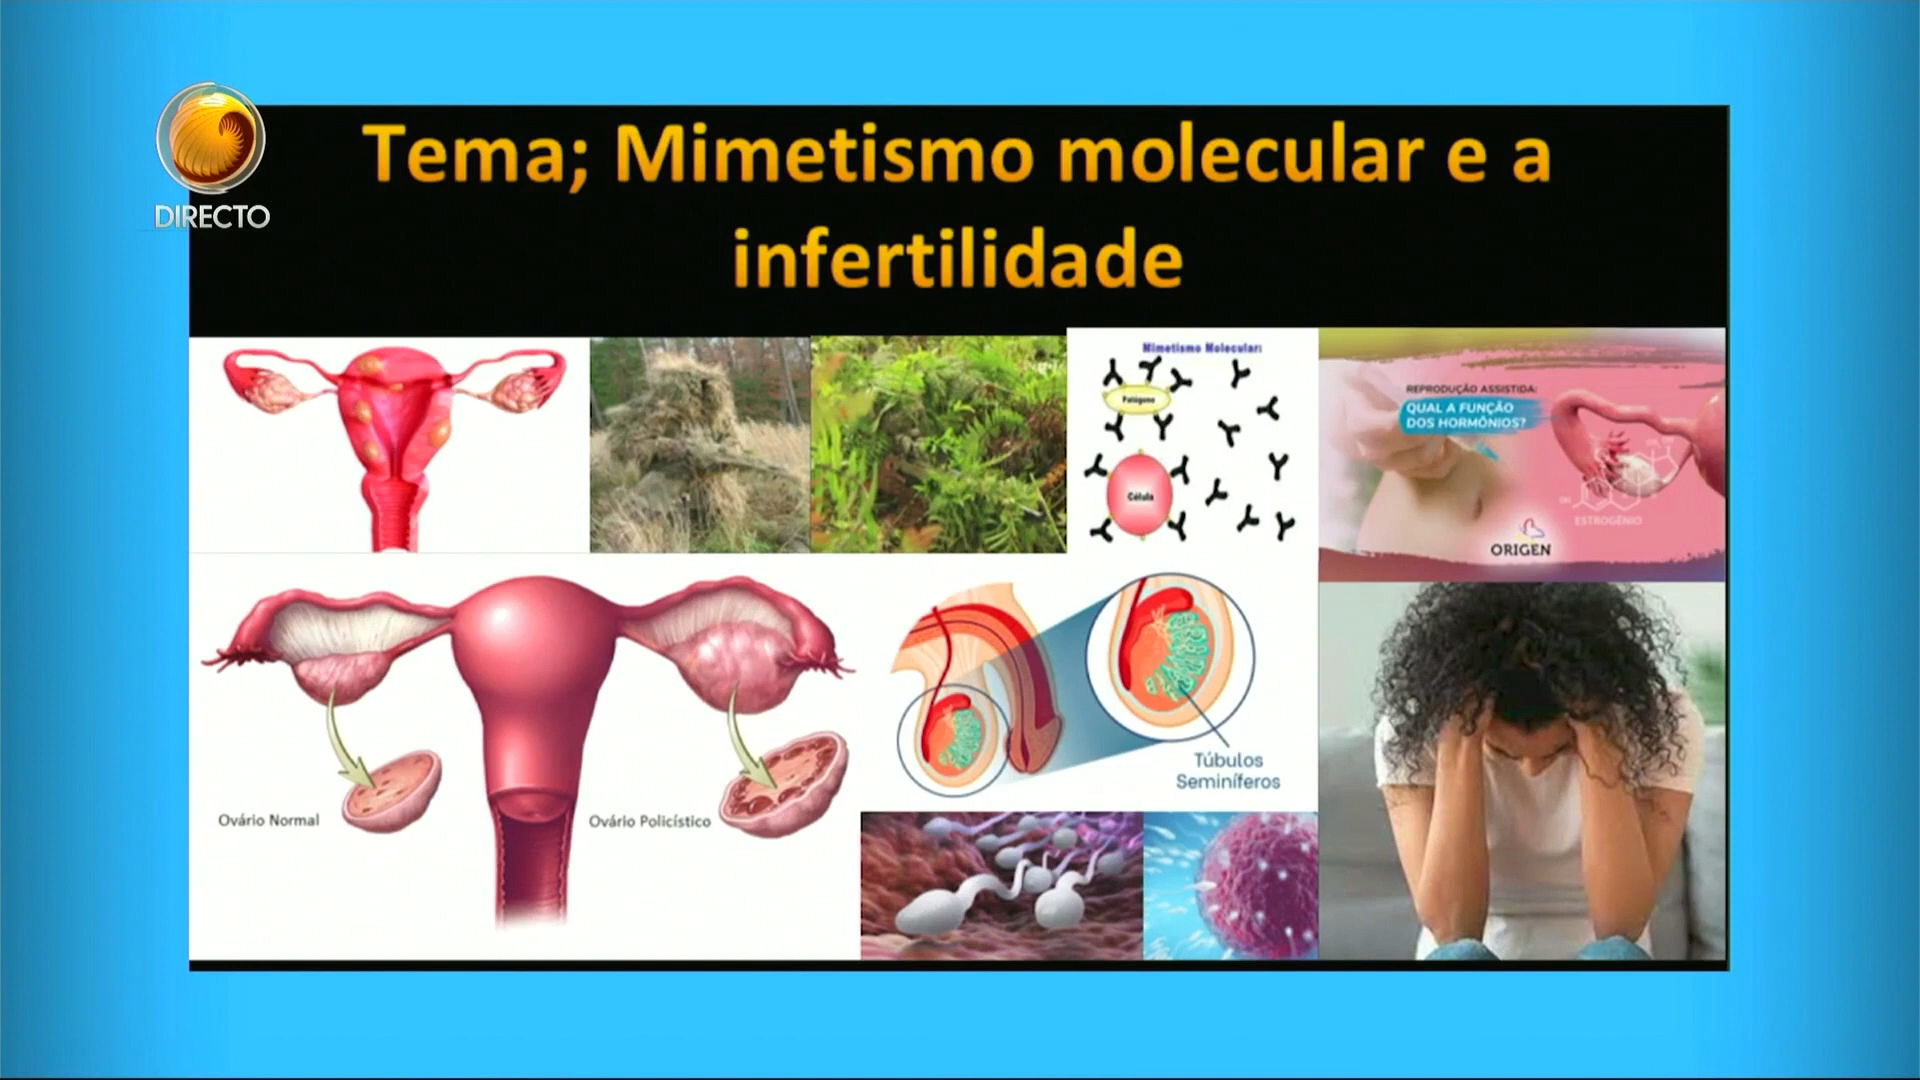 DIRECTO
Tema; Mimetismo molecular e a
infertilidade
Mimetismo Molecular:
Patógeno
Célula
REPRODUÇÃO ASSISTIDA:
QUAL A FUNÇÃO
DOS HORMÔNIOS?
ESTROGÊNIO
ORIGEN
Ovário Normal
Ovário Policístico
Túbulos
Seminíferos